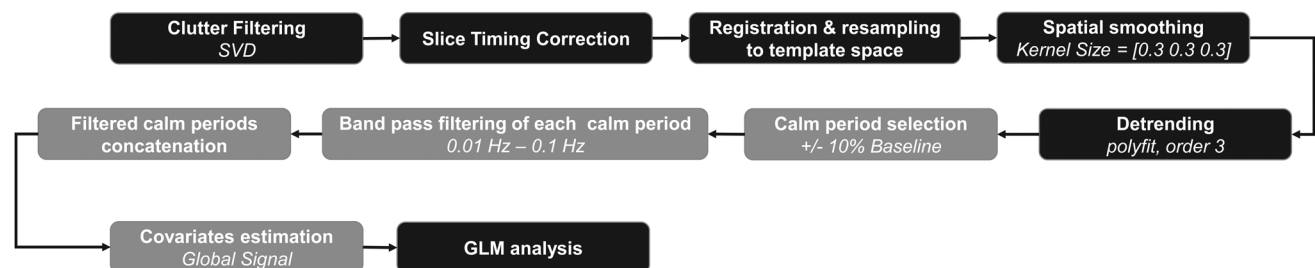 Clutter Filtering
SVD
Slice Timing Correction
Registration & resampling
to template space
Spatial smoothing
Kernel Size = [0.3 0.3 0.3]
Detrending
polyfit, order 3
Calm period selection
+/- 10% Baseline
Band pass filtering of each calm period
0.01 Hz – 0.1 Hz
Filtered calm periods
concatenation
Covariates estimation
Global Signal
GLM analysis